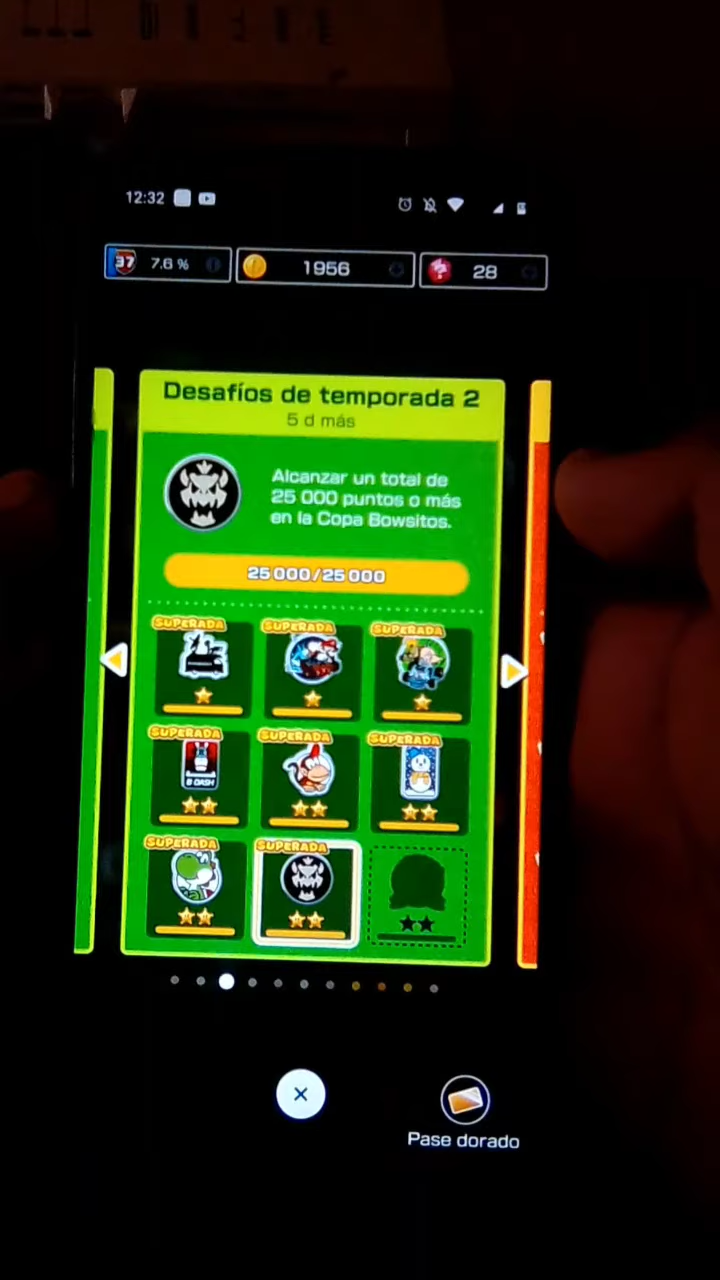 12:32
37 7.6 %
1956
28
Desafíos de temporada 2
5 d más
Alcanzar un total de
25 000 puntos o más
en la Copa Bowsitos.
25 000/25 000
SUPERADA SUPERADA SUPERADA
SUPERADA SUPERADA SUPERADA
B DASH
SUPERADA SUPERADA
Pase dorado